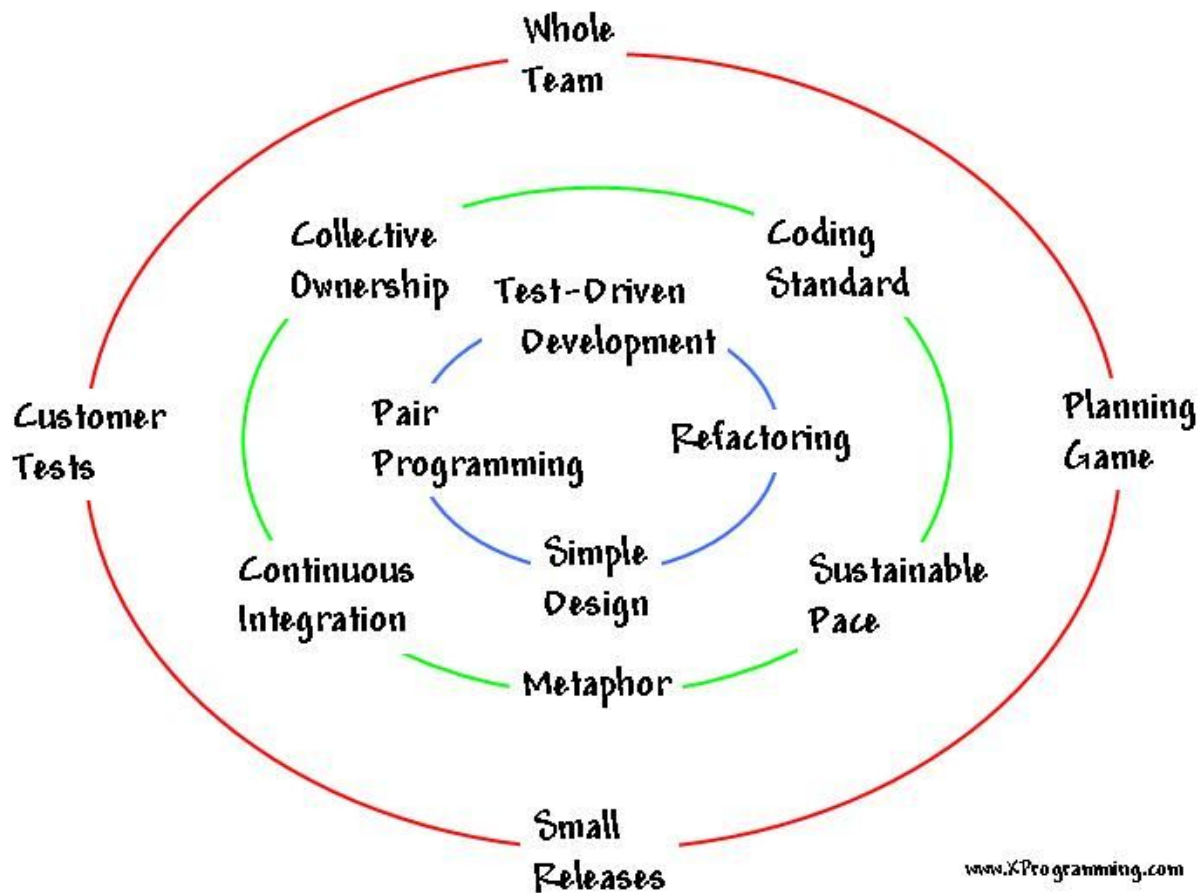 Whole
Team
Collective
Ownership
Coding
Standard
Test-Driven
Development
Customer
Tests
Pair
Programming
Refactoring
Planning
Game
Continuous
Integration
Simple
Design
Sustainable
Pace
Metaphor
Small
Releases
www.XProgramming.com